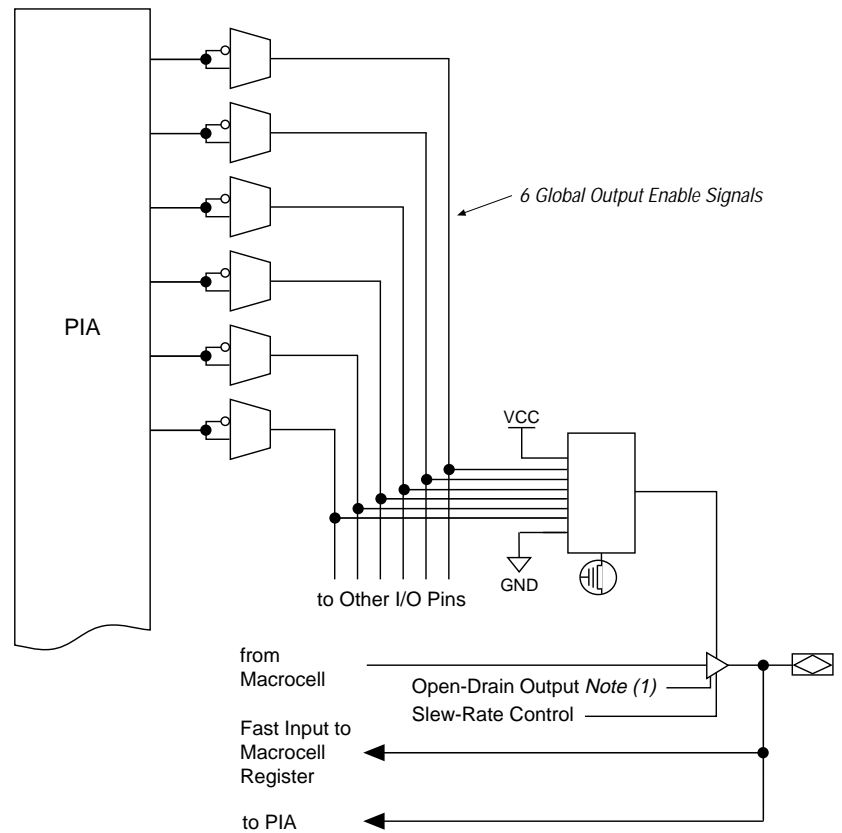 6 Global Output Enable Signals
PIA
VCC
GND
to Other I/O Pins
from
Macrocell
Open-Drain Output Note (1)
Slew-Rate Control
Fast Input to
Macrocell
Register
to PIA